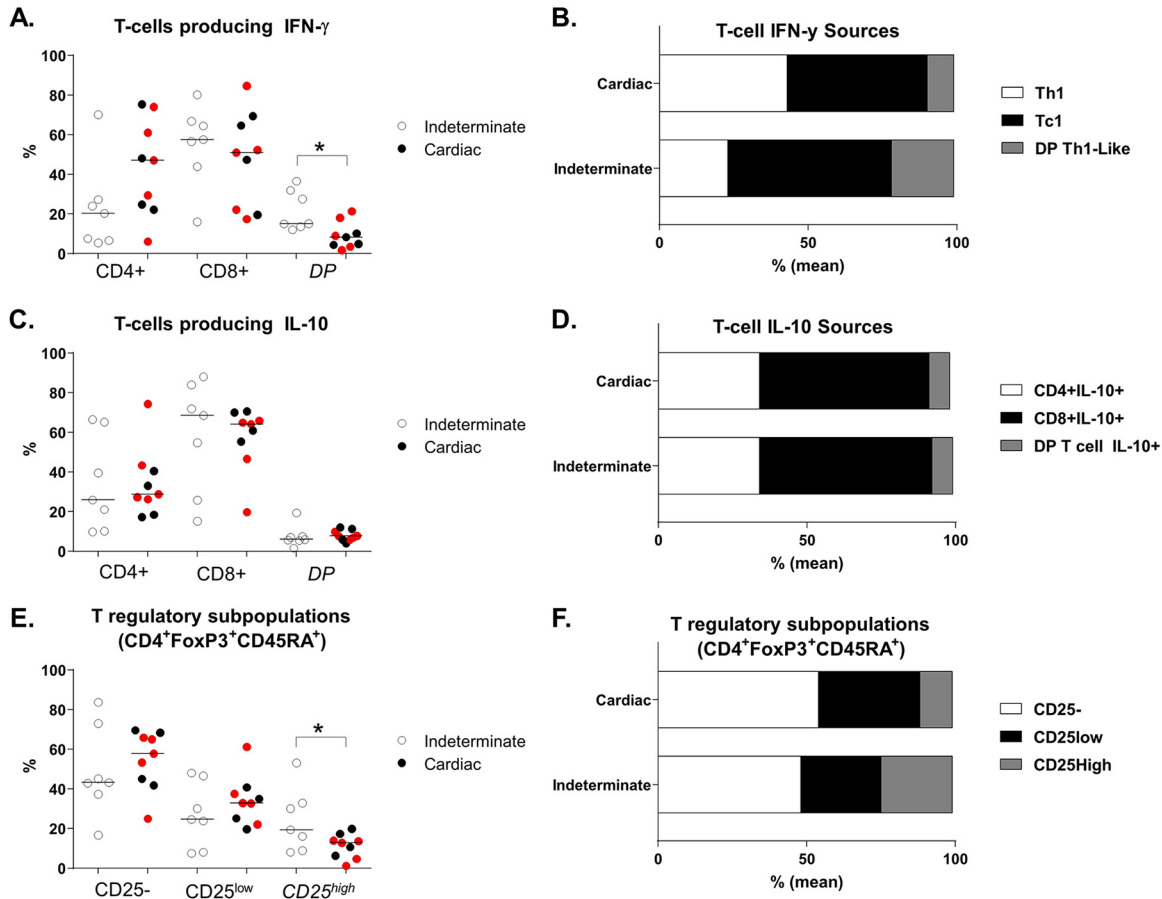 A.
T-cells producing IFN-γ
100
80
60
40
20
0
%
*
CD4+
CD8+
DP
Indeterminate
Cardiac
B.
T-cell IFN-y Sources
Cardiac
Indeterminate
0
50
100
% (mean)
Th1
Tc1
DP Th1-Like
C.
T-cells producing IL-10
100
80
60
40
20
0
%
CD4+
CD8+
DP
Indeterminate
Cardiac
D.
T-cell IL-10 Sources
Cardiac
Indeterminate
0
50
100
% (mean)
CD4+IL-10+
CD8+IL-10+
DP T cell IL-10+
E.
T regulatory subpopulations
(CD4⁺FoxP3⁺CD45RA⁺)
100
80
60
40
20
0
%
*
CD25-
CD25ˡᵒʷ
CD25ʰⁱᵍʰ
Indeterminate
Cardiac
F.
T regulatory subpopulations
(CD4⁺FoxP3⁺CD45RA⁺)
Cardiac
Indeterminate
0
50
100
% (mean)
CD25-
CD25low
CD25High